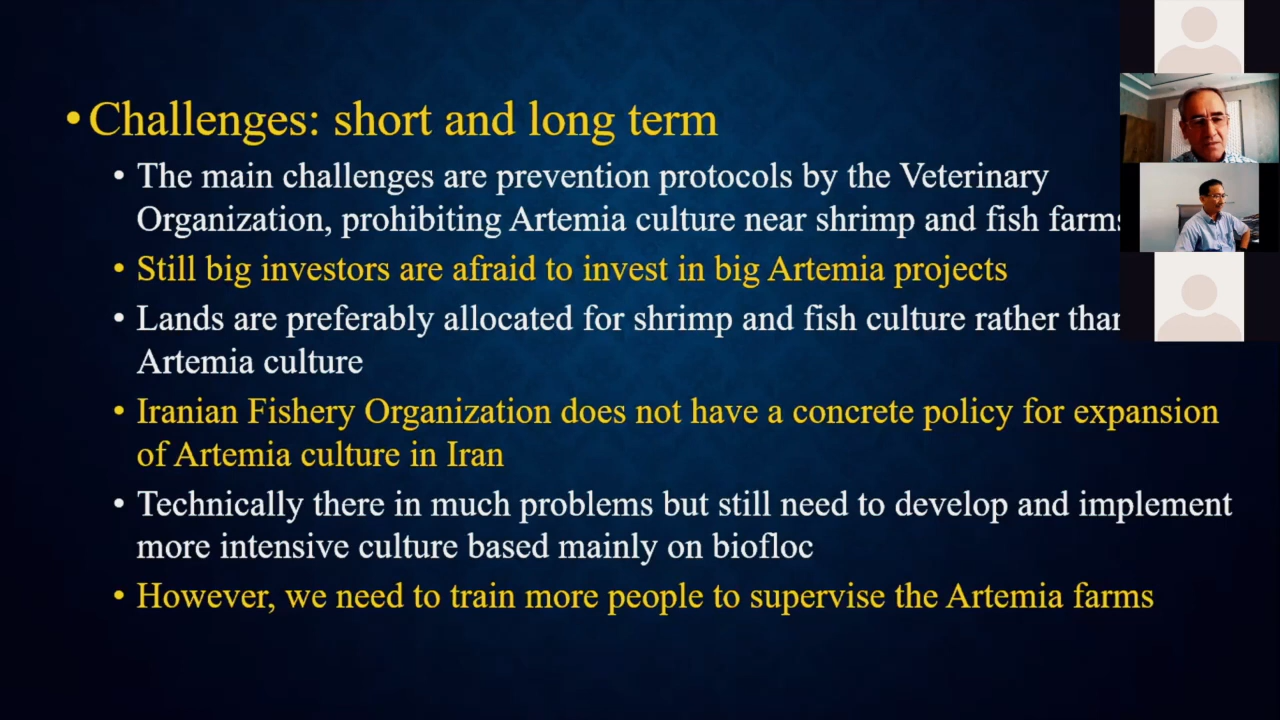 • Challenges: short and long term
• The main challenges are prevention protocols by the Veterinary
Organization, prohibiting Artemia culture near shrimp and fish farms
• Still big investors are afraid to invest in big Artemia projects
• Lands are preferably allocated for shrimp and fish culture rather than
Artemia culture
• Iranian Fishery Organization does not have a concrete policy for expansion
of Artemia culture in Iran
• Technically there in much problems but still need to develop and implement
more intensive culture based mainly on biofloc
• However, we need to train more people to supervise the Artemia farms